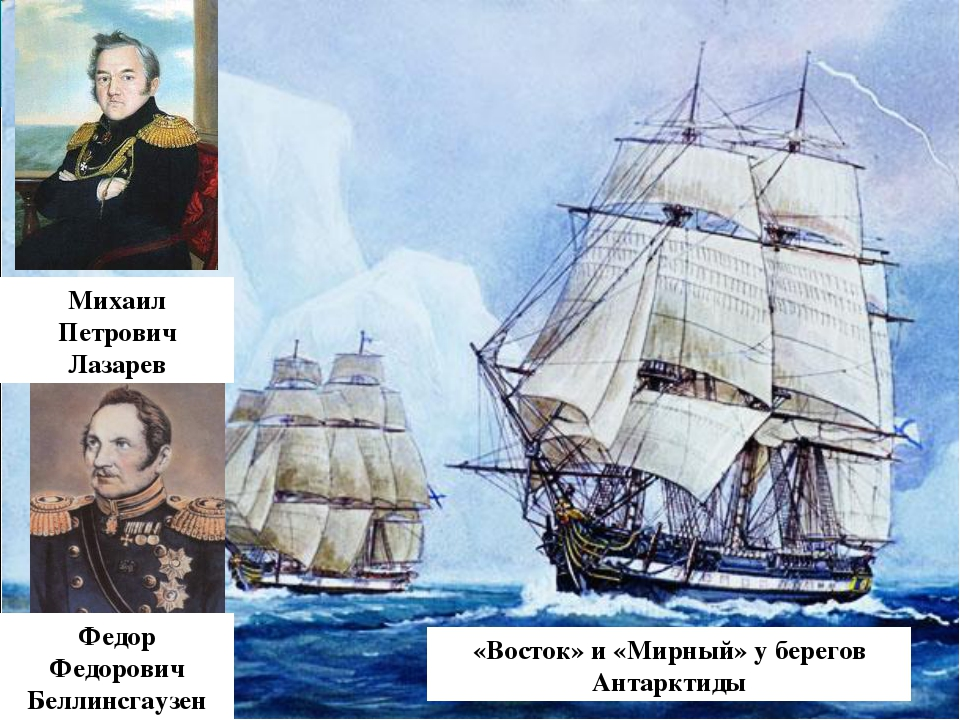 Михаил
Петрович
Лазарев
Федор
Федорович
Беллинсгаузен
«Восток» и «Мирный» у берегов
Антарктиды